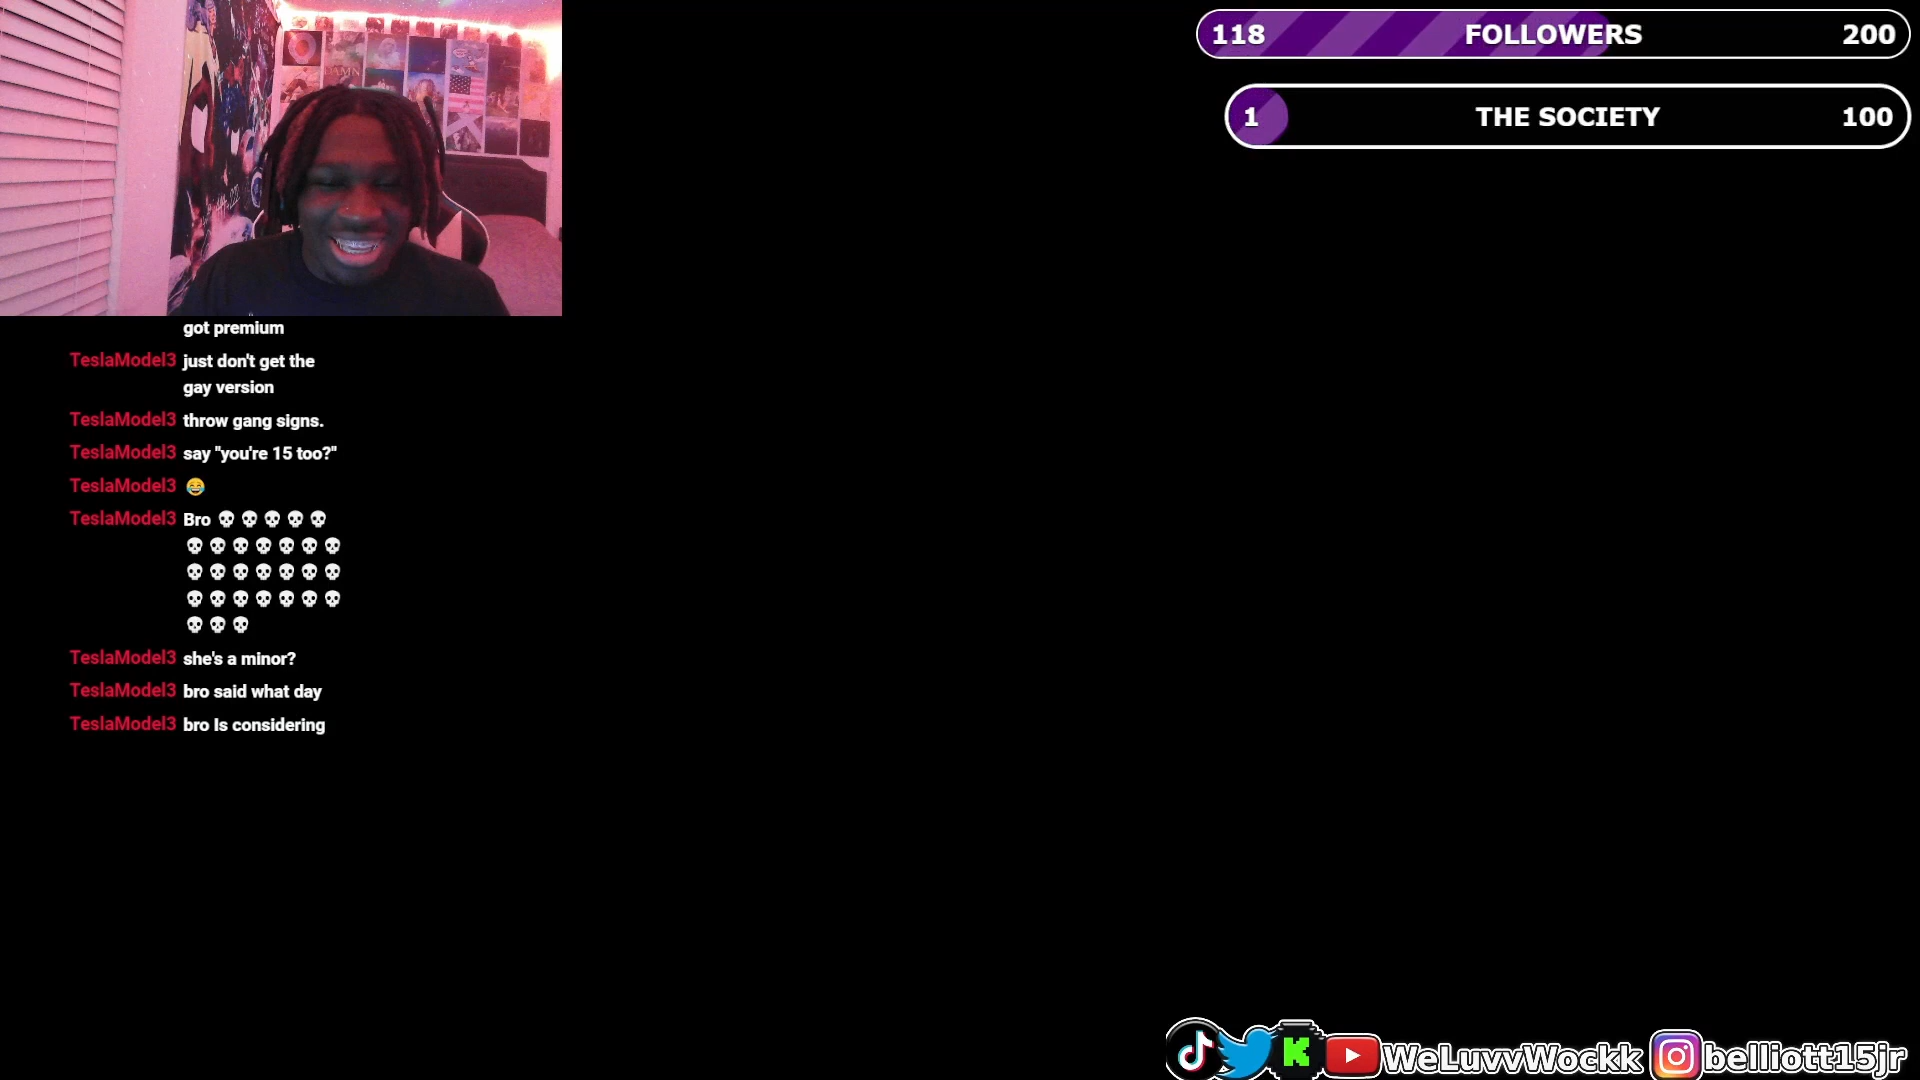 118 FOLLOWERS 200
1 THE SOCIETY 100
DAMN.
got premium
TeslaModel3 just don't get the
gay version
TeslaModel3 throw gang signs.
TeslaModel3 say "you're 15 too?"
TeslaModel3 😂
TeslaModel3 Bro 💀 💀 💀 💀 💀
💀 💀 💀 💀 💀 💀 💀
💀 💀 💀 💀 💀 💀 💀
💀 💀 💀 💀 💀 💀 💀
💀 💀 💀
TeslaModel3 she's a minor?
TeslaModel3 bro said what day
TeslaModel3 bro Is considering
K WeLuvvWockk belliott15jr